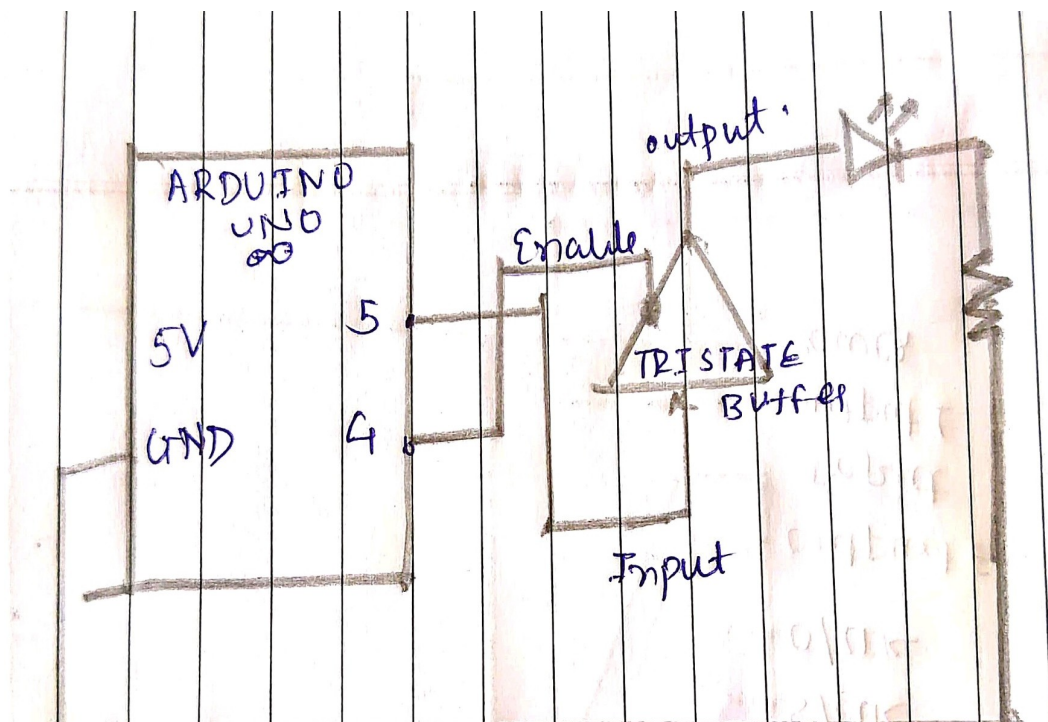 ARDUINO
UNO
5V
GND
5
4
Enable
output.
TRISTATE
Buffer
Input